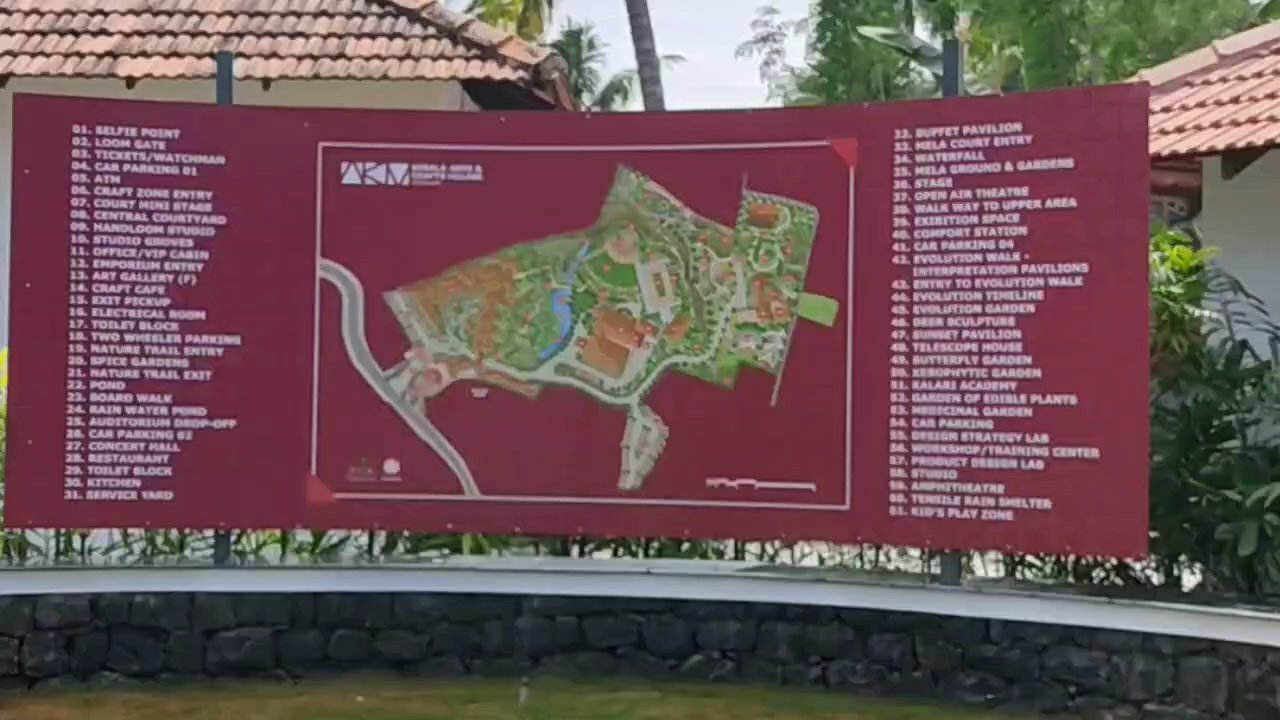 01. SELFIE POINT
02. LOOM GATE
03. TICKETS/WATCHMAN
04. CAR PARKING 01
05. ATM
06. CRAFT ZONE ENTRY
07. COURT MINI STAGE
08. CENTRAL COURTYARD
09. HANDLOOM STUDIO
10. STUDIO GROVES
11. OFFICE/VIP CABIN
12. EMPORIUM ENTRY
13. ART GALLERY (F)
14. CRAFT CAFE
15. EXIT PICKUP
16. ELECTRICAL ROOM
17. TOILET BLOCK
18. TWO WHEELER PARKING
19. NATURE TRAIL ENTRY
20. SPICE GARDENS
21. NATURE TRAIL EXIT
22. POND
23. BOARD WALK
24. RAIN WATER POND
25. AUDITORIUM DROP-OFF
26. CAR PARKING 02
27. CONCERT HALL
28. RESTAURANT
29. TOILET BLOCK
30. KITCHEN
31. SERVICE YARD
KERALA ARTS &
CRAFTS VILLAGE
32. BUFFET PAVILION
33. MELA COURT ENTRY
34. WATERFALL
35. MELA GROUND & GARDENS
36. STAGE
37. OPEN AIR THEATRE
38. WALK WAY TO UPPER AREA
39. EXIBITION SPACE
40. COMFORT STATION
41. CAR PARKING 04
42. EVOLUTION WALK -
INTERPRETATION PAVILIONS
43. ENTRY TO EVOLUTION WALK
44. EVOLUTION TIMELINE
45. EVOLUTION GARDEN
46. DEER SCULPTURE
47. SUNSET PAVILION
48. TELESCOPE HOUSE
49. BUTTERFLY GARDEN
50. XEROPHYTIC GARDEN
51. KALARI ACADEMY
52. GARDEN OF EDIBLE PLANTS
53. MEDICINAL GARDEN
54. CAR PARKING
55. DESIGN STRATEGY LAB
56. WORKSHOP/TRAINING CENTER
57. PRODUCT DESIGN LAB
58. STUDIO
59. AMPHITHEATRE
60. TENSILE RAIN SHELTER
61. KID'S PLAY ZONE